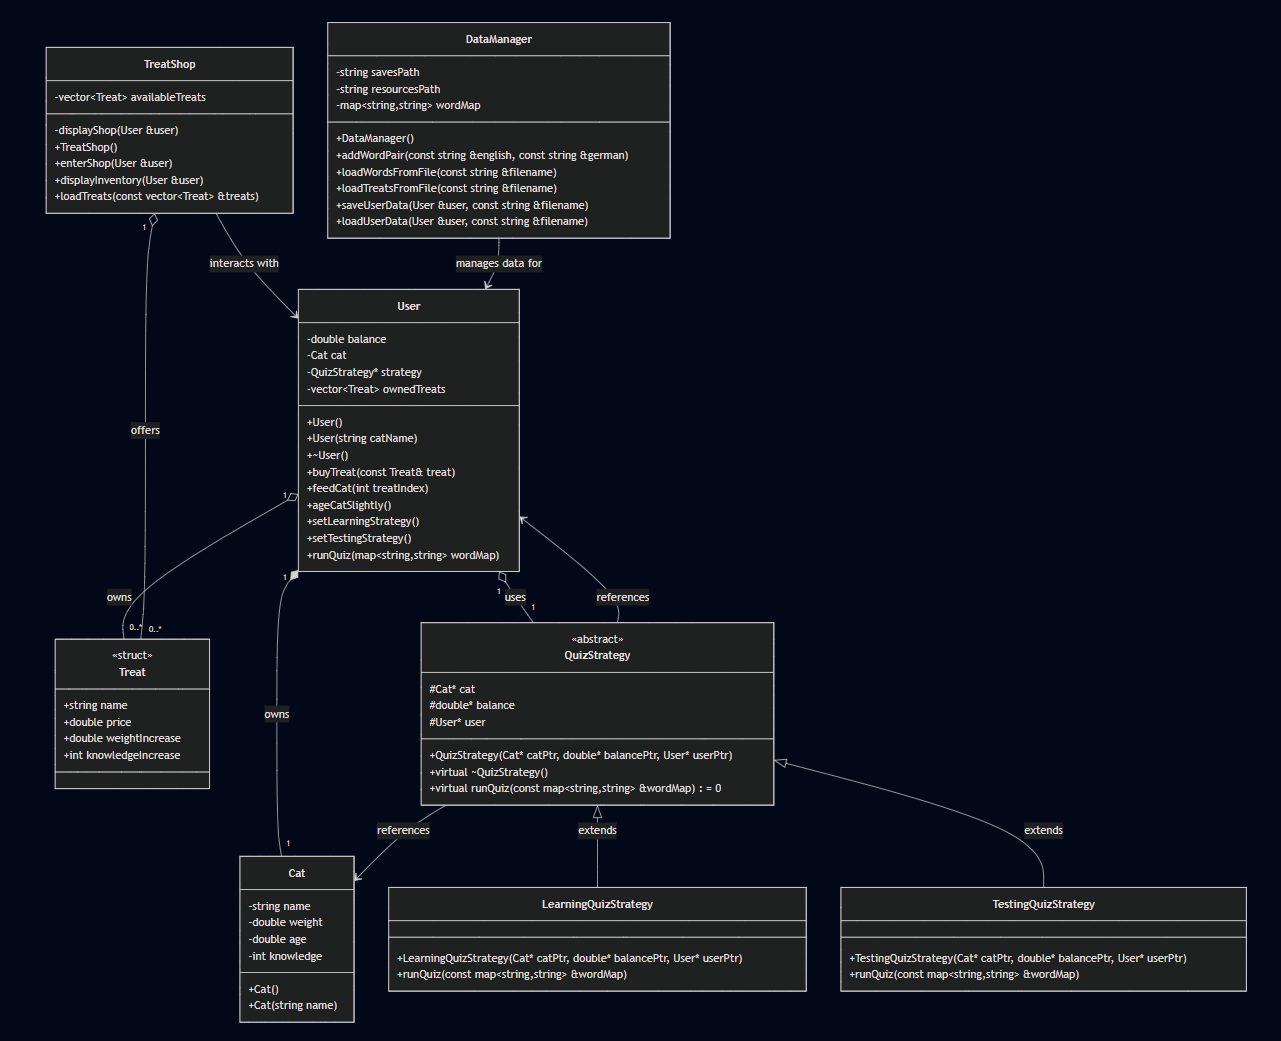 TreatShop
-vector<Treat> availableTreats
-displayShop(User &user)
+TreatShop()
+enterShop(User &user)
+displayInventory(User &user)
+loadTreats(const vector<Treat> &treats)
DataManager
-string savesPath
-string resourcesPath
-map<string,string> wordMap
+DataManager()
+addWordPair(const string &english, const string &german)
+loadWordsFromFile(const string &filename)
+loadTreatsFromFile(const string &filename)
+saveUserData(User &user, const string &filename)
+loadUserData(User &user, const string &filename)
1
interacts with
manages data for
User
-double balance
-Cat cat
-QuizStrategy* strategy
-vector<Treat> ownedTreats
+User()
+User(string catName)
+~User()
+buyTreat(const Treat& treat)
+feedCat(int treatIndex)
+ageCatSlightly()
+setLearningStrategy()
+setTestingStrategy()
+runQuiz(map<string,string> wordMap)
offers
1
1
1
owns
uses
1
references
0..*
0..*
«struct»
Treat
+string name
+double price
+double weightIncrease
+int knowledgeIncrease
«abstract»
QuizStrategy
#Cat* cat
#double* balance
#User* user
+QuizStrategy(Cat* catPtr, double* balancePtr, User* userPtr)
+virtual ~QuizStrategy()
+virtual runQuiz(const map<string,string> &wordMap) : = 0
owns
references
extends
extends
1
Cat
-string name
-double weight
-double age
-int knowledge
+Cat()
+Cat(string name)
LearningQuizStrategy
+LearningQuizStrategy(Cat* catPtr, double* balancePtr, User* userPtr)
+runQuiz(const map<string,string> &wordMap)
TestingQuizStrategy
+TestingQuizStrategy(Cat* catPtr, double* balancePtr, User* userPtr)
+runQuiz(const map<string,string> &wordMap)